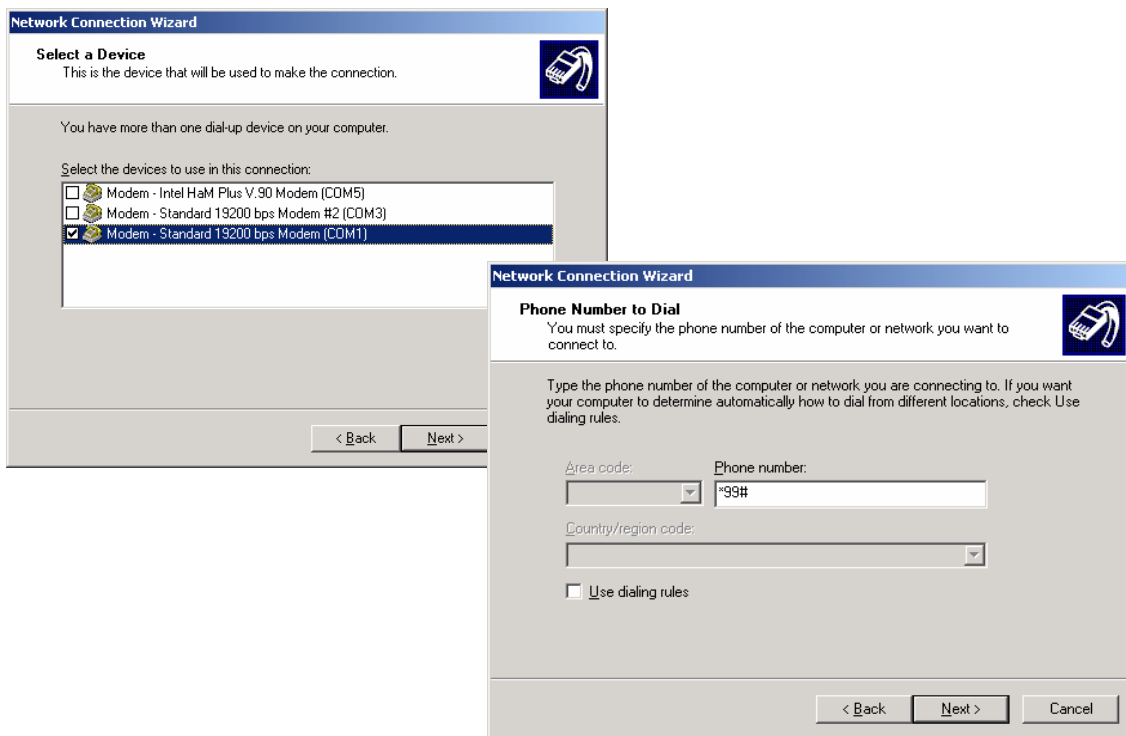 Network Connection Wizard
Select a Device
This is the device that will be used to make the connection.
You have more than one dial-up device on your computer.
Select the devices to use in this connection:
Modem - Intel HaM Plus V.90 Modem (COM5)
Modem - Standard 19200 bps Modem #2 (COM3)
Modem - Standard 19200 bps Modem (COM1)
< Back
Next >
Network Connection Wizard
Phone Number to Dial
You must specify the phone number of the computer or network you want to
connect to.
Type the phone number of the computer or network you are connecting to. If you want
your computer to determine automatically how to dial from different locations, check Use
dialing rules.
Area code:
Phone number:
*99#
Country/region code:
Use dialing rules
< Back
Next >
Cancel